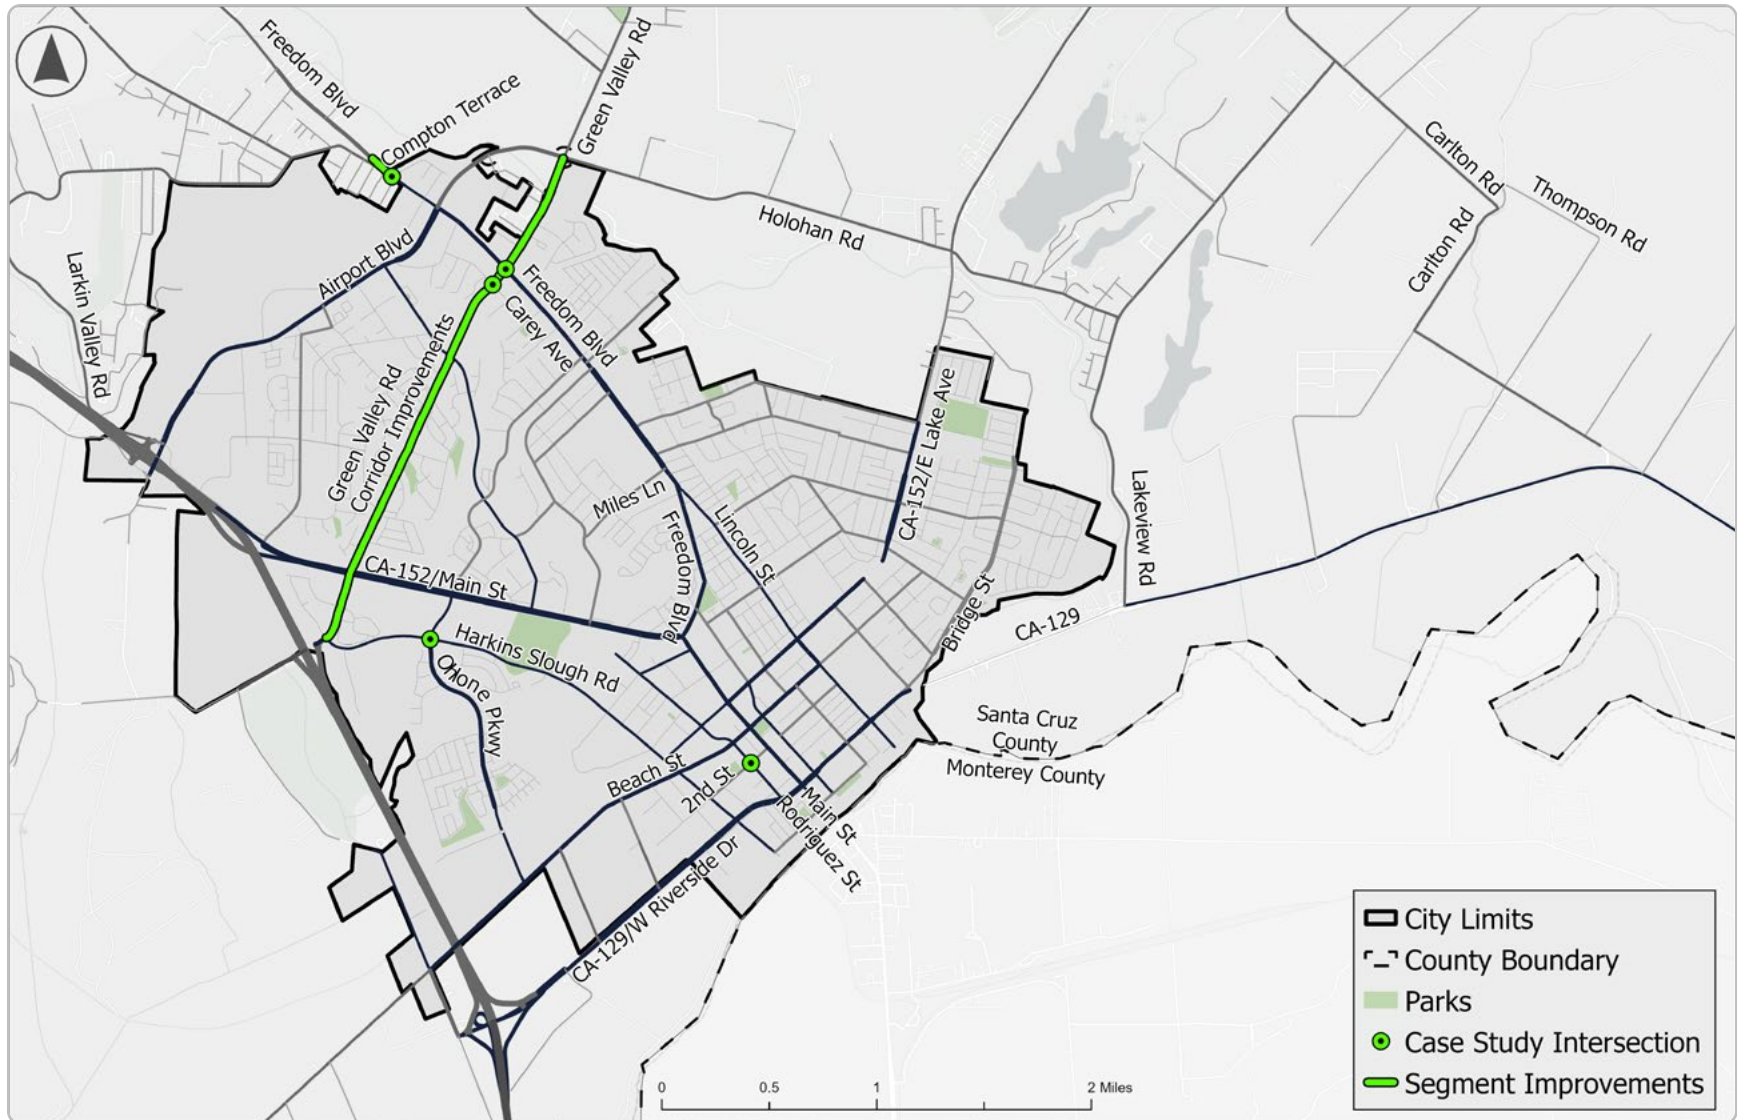 Freedom Blvd
Compton Terrace
Green Valley Rd
Carlton Rd
Thompson Rd
Carlton Rd
Holohan Rd
Airport Blvd
Larkin Valley Rd
Freedom Blvd
Carey Ave
Green Valley Rd
Corridor Improvements
CA-152/E Lake Ave
Miles Ln
Lincoln St
Freedom Blvd
Lakeview Rd
CA-152/Main St
Bridge St
CA-129
Harkins Slough Rd
Ohlone Pkwy
Santa Cruz
County
Monterey County
Beach St
2nd St
Main St
Rodriguez St
CA-129/W Riverside Dr
City Limits
County Boundary
Parks
Case Study Intersection
Segment Improvements
0 0.5 1 2 Miles